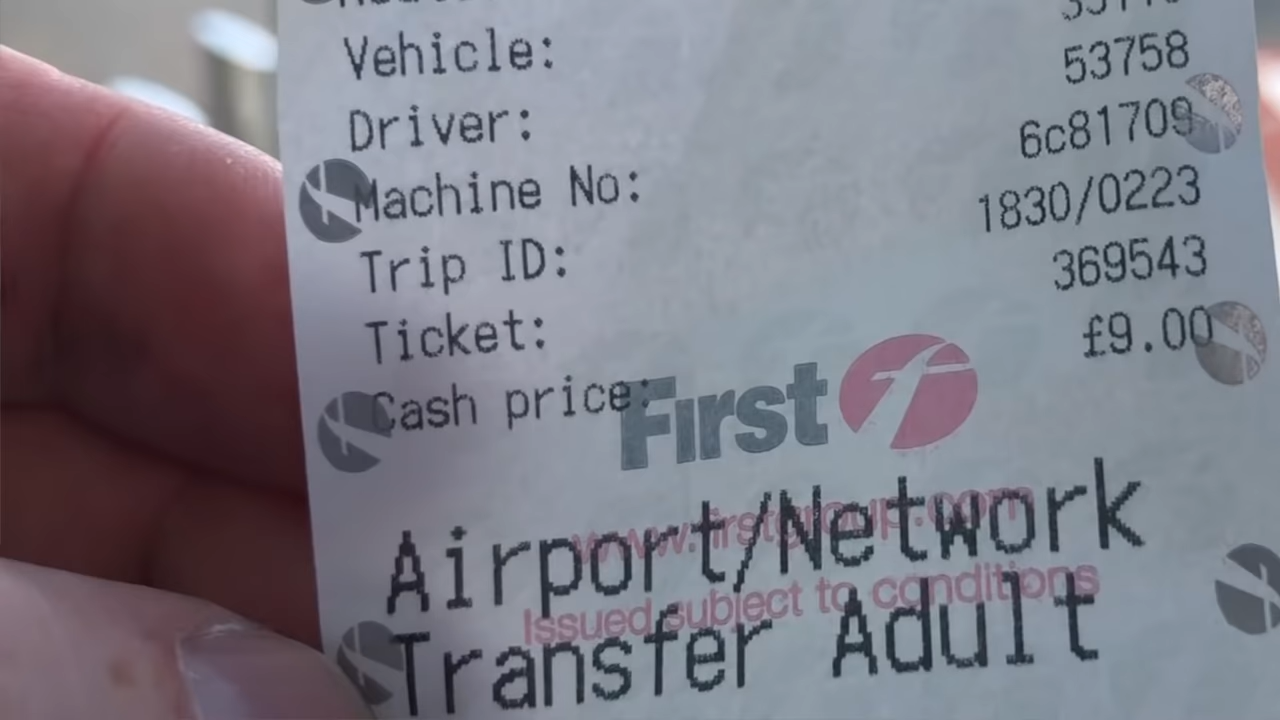 Vehicle:
Driver: 53758
Machine No: 6c81709
Trip ID: 1830/0223
Ticket: 369543
Cash price: £9.00
First
Airport/Network
www.firstgroup.com
Issued subject to conditions
Transfer Adult